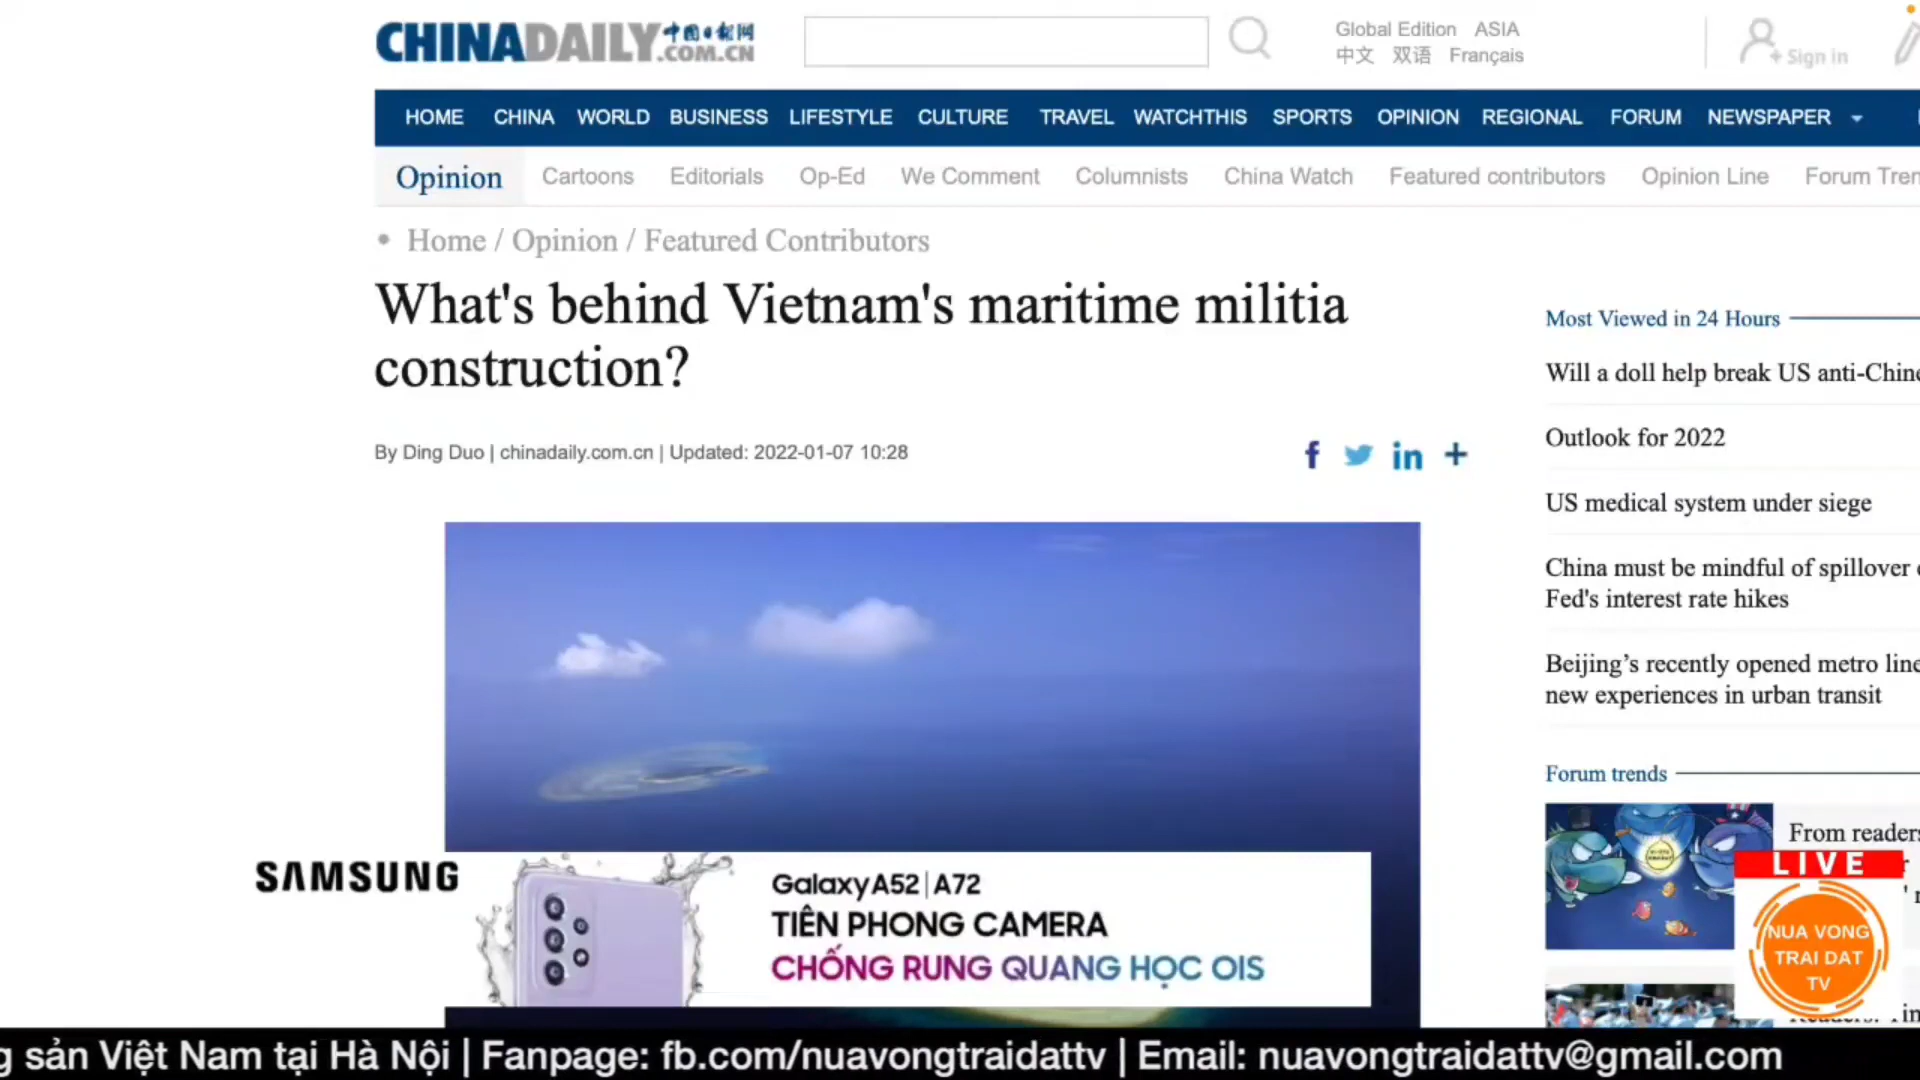 CHINADAILY.COM.CN 中国日报网
Global Edition ASIA
中文 双语 Français
Sign in
HOME CHINA WORLD BUSINESS LIFESTYLE CULTURE TRAVEL WATCHTHIS SPORTS OPINION REGIONAL FORUM NEWSPAPER
Opinion Cartoons Editorials Op-Ed We Comment Columnists China Watch Featured contributors Opinion Line Forum Tren
• Home / Opinion / Featured Contributors
What's behind Vietnam's maritime militia
construction?
By Ding Duo | chinadaily.com.cn | Updated: 2022-01-07 10:28
Most Viewed in 24 Hours
Will a doll help break US anti-Chine
Outlook for 2022
US medical system under siege
China must be mindful of spillover
Fed's interest rate hikes
Beijing’s recently opened metro line
new experiences in urban transit
Forum trends
From readers
SAMSUNG
GalaxyA52|A72
TIÊN PHONG CAMERA
CHỐNG RUNG QUANG HỌC OIS
LIVE
NUA VONG
TRAI DAT
TV
g sản Việt Nam tại Hà Nội | Fanpage: fb.com/nuavongtraidattv | Email: nuavongtraidattv@gmail.com